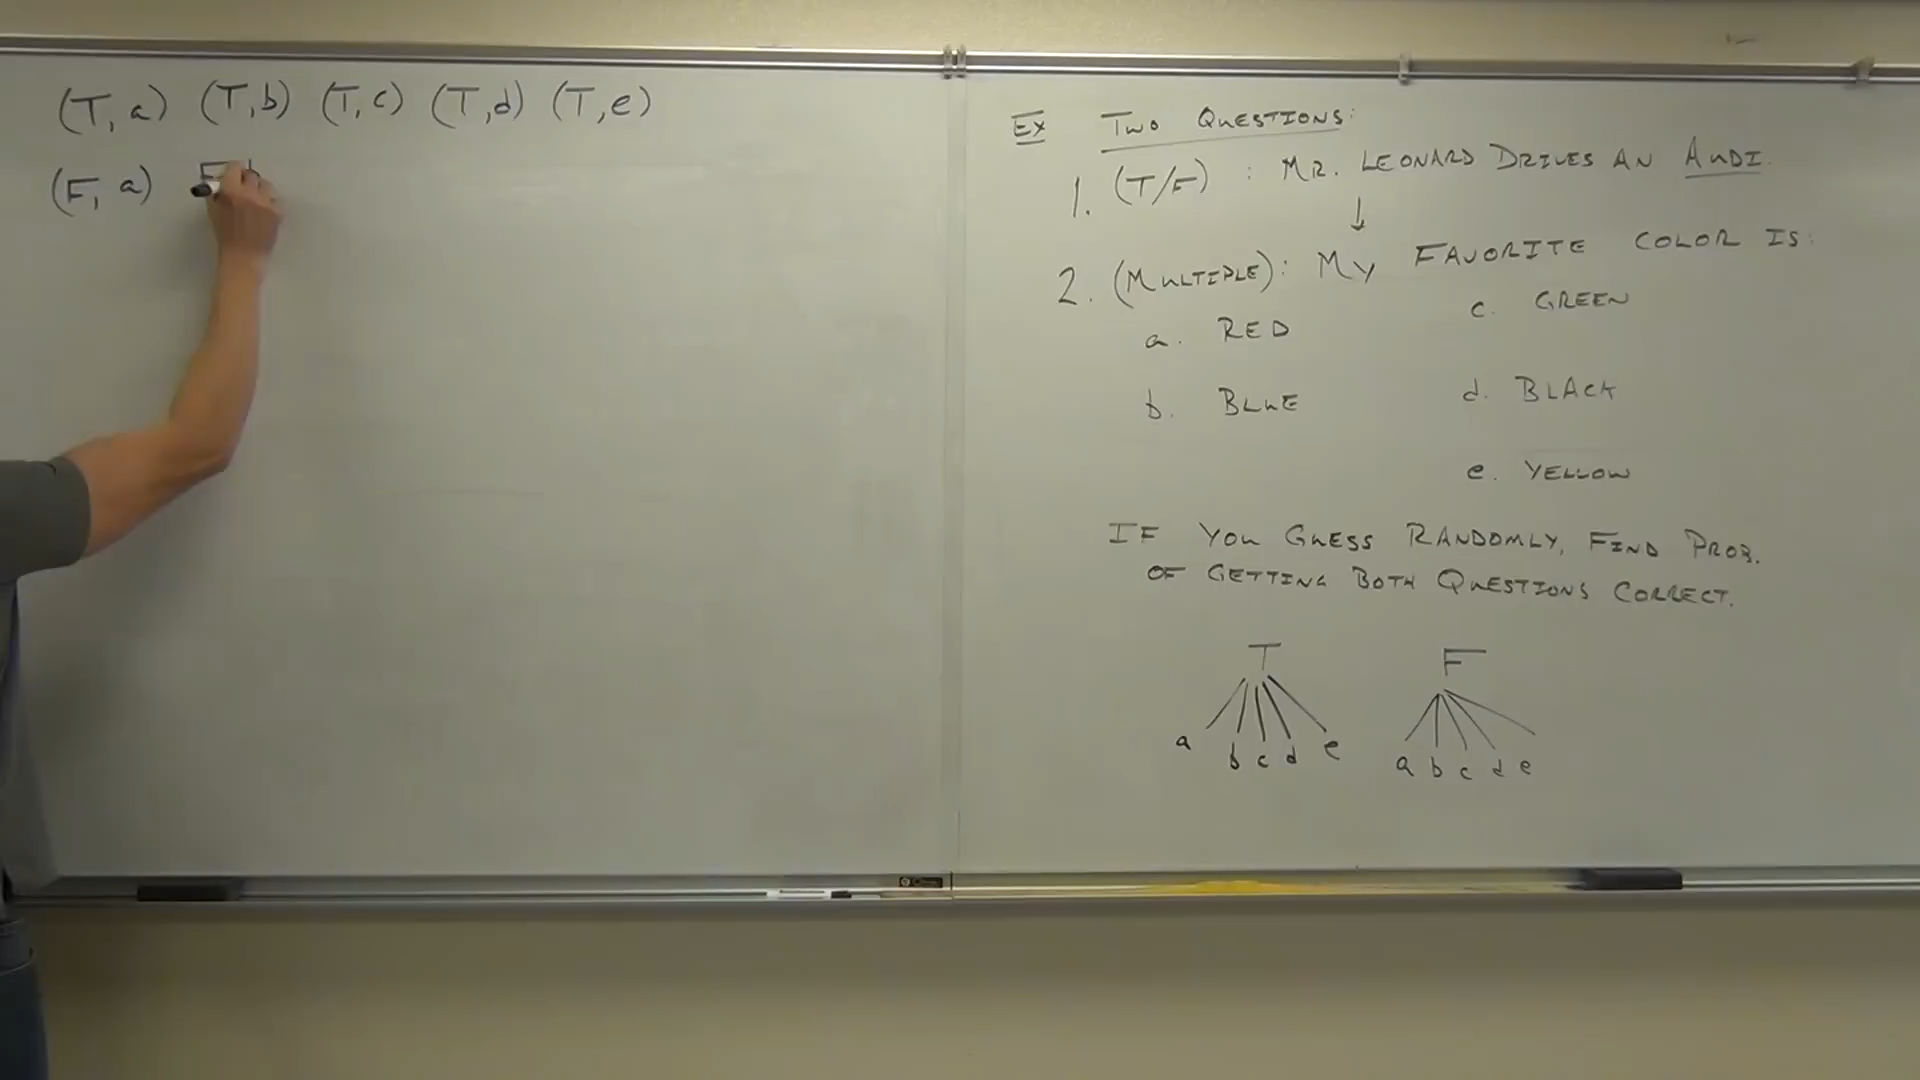 (T, a) (T, b) (T, c) (T, d) (T, e)
(F, a) F b
Ex Two Questions:
1. (T/F) : Mr. Leonard Drives an Audi.
2. (Multiple): My Favorite Color is:
a. Red
b. Blue
c. Green
d. Black
e. Yellow
If You Guess Randomly, Find Prob.
of Getting Both Questions Correct.
T F
a b c d e a b c d e